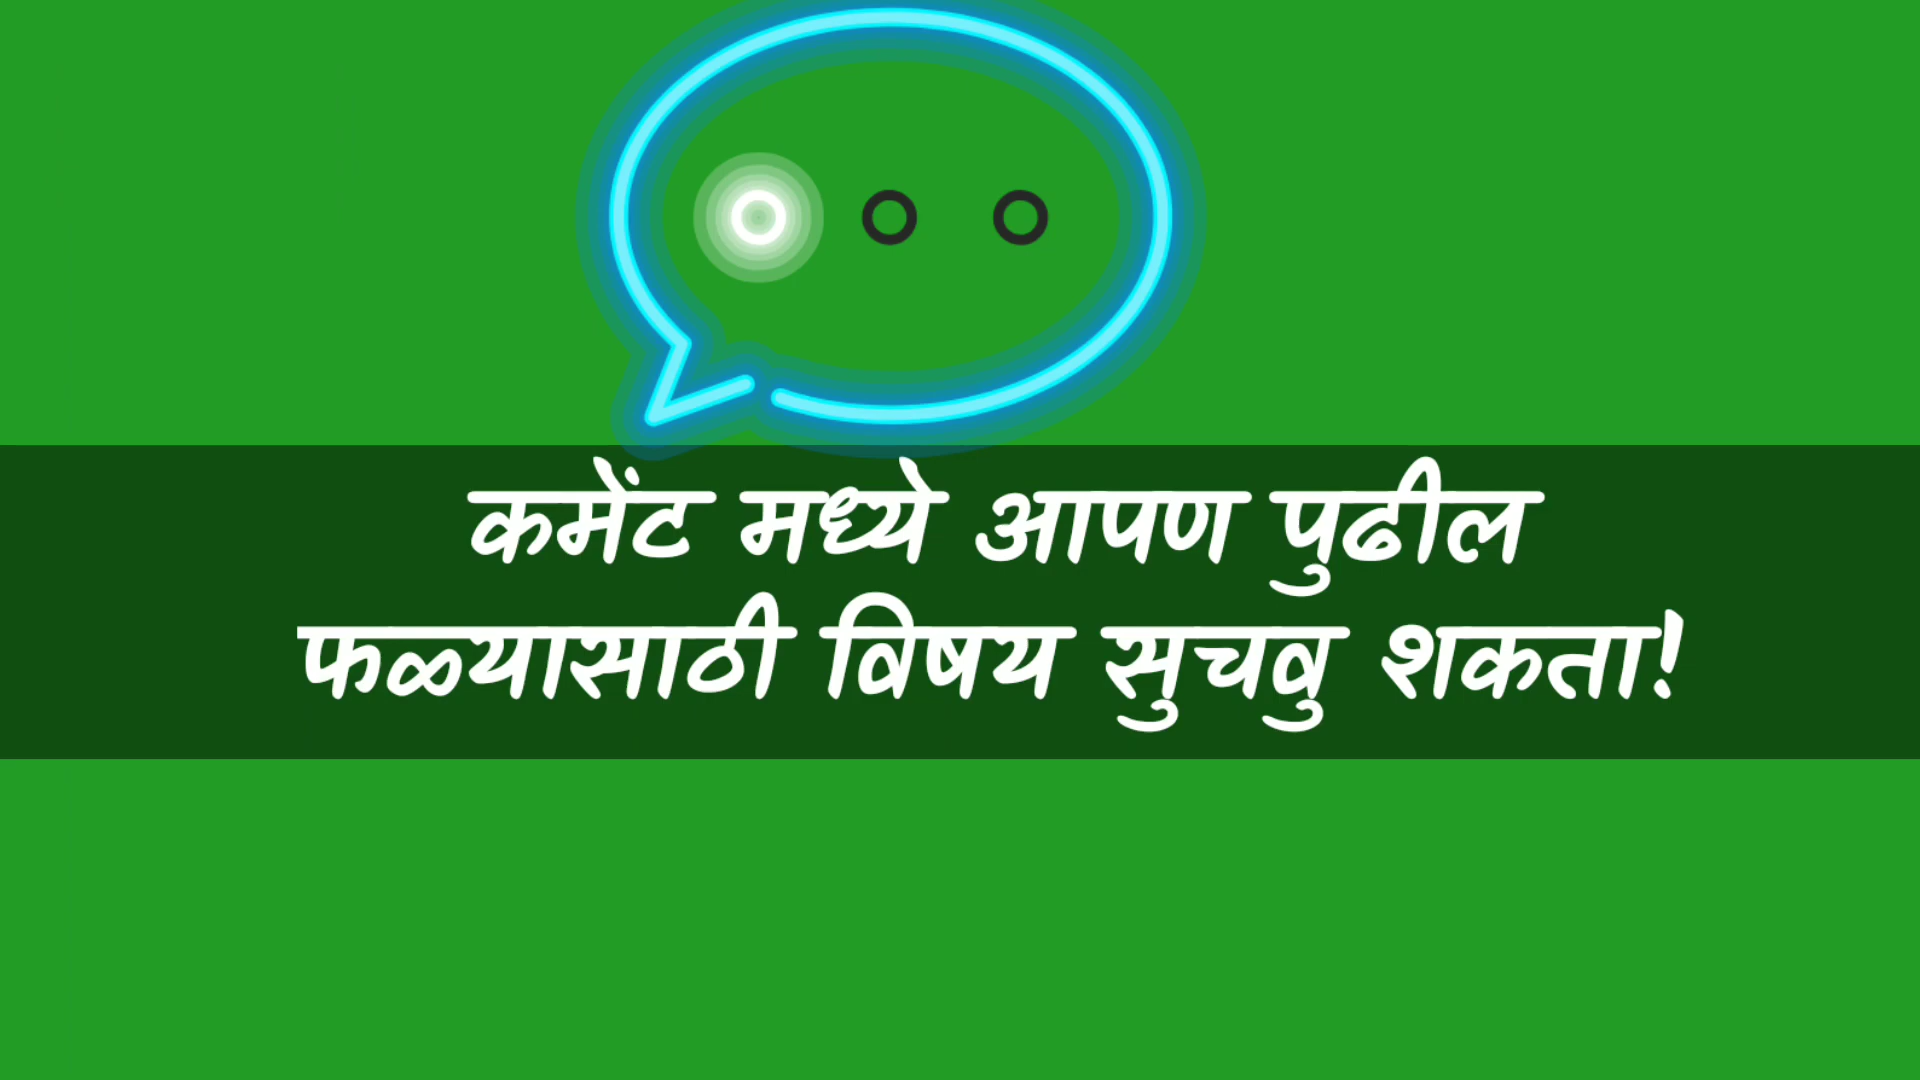 कमेंट मध्ये आपण पुढील
फळ्यासाठी विषय सुचवु शकता!